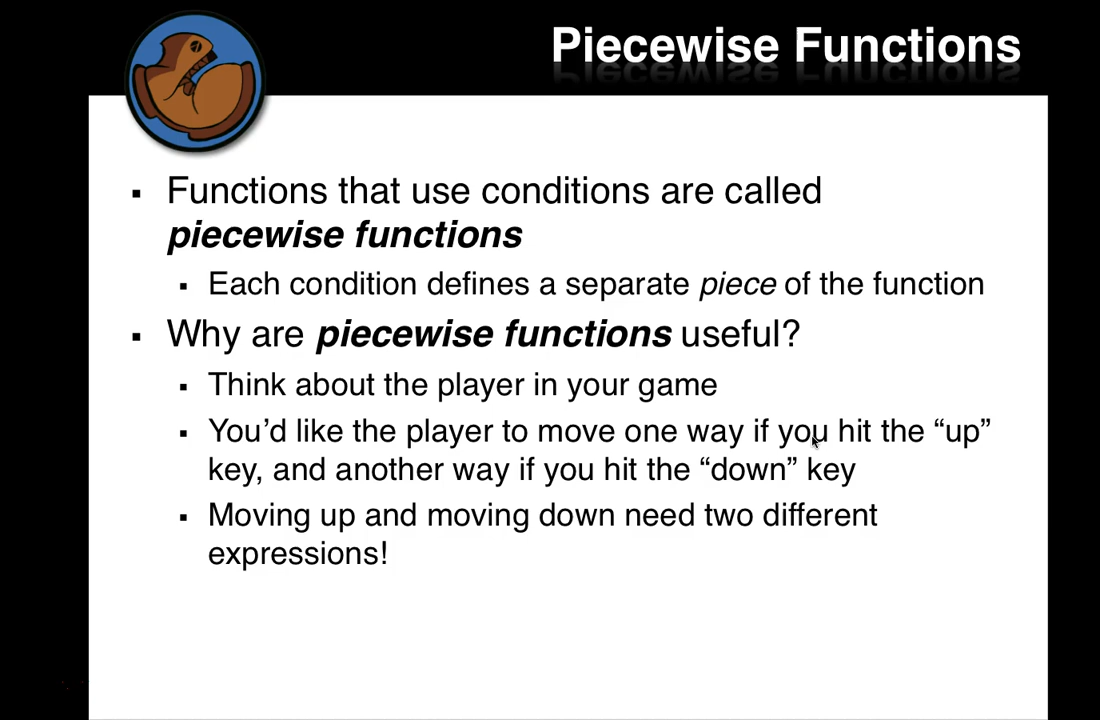 Piecewise Functions
▪ Functions that use conditions are called
piecewise functions
▪ Each condition defines a separate piece of the function
▪ Why are piecewise functions useful?
▪ Think about the player in your game
▪ You’d like the player to move one way if you hit the “up”
key, and another way if you hit the “down” key
▪ Moving up and moving down need two different
expressions!